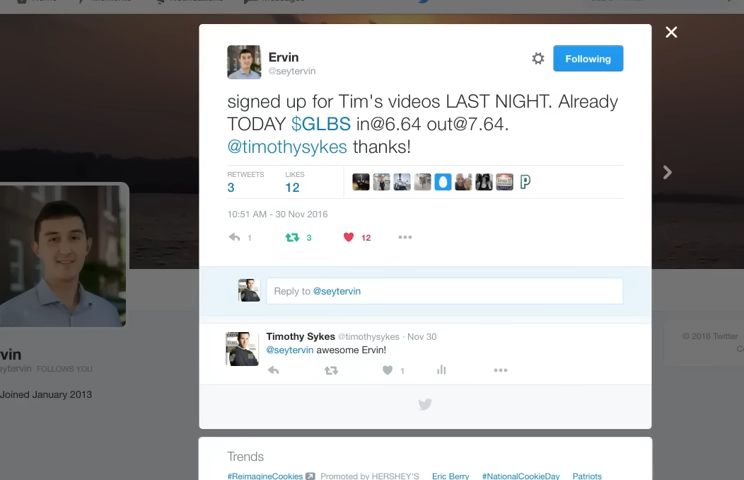 Ervin
@seytervin
Following
signed up for Tim's videos LAST NIGHT. Already
TODAY $GLBS in@6.64 out@7.64.
@timothysykes thanks!
RETWEETS LIKES
3 12
10:51 AM - 30 Nov 2016
1 3 12
Reply to @seytervin
Timothy Sykes @timothysykes · Nov 30
@seytervin awesome Ervin!
1
rvin
eytervin FOLLOWS YOU
Joined January 2013
© 2016 Twitter
Trends
#ReimagineCookies Promoted by HERSHEY'S Eric Berry #NationalCookieDay Patriots